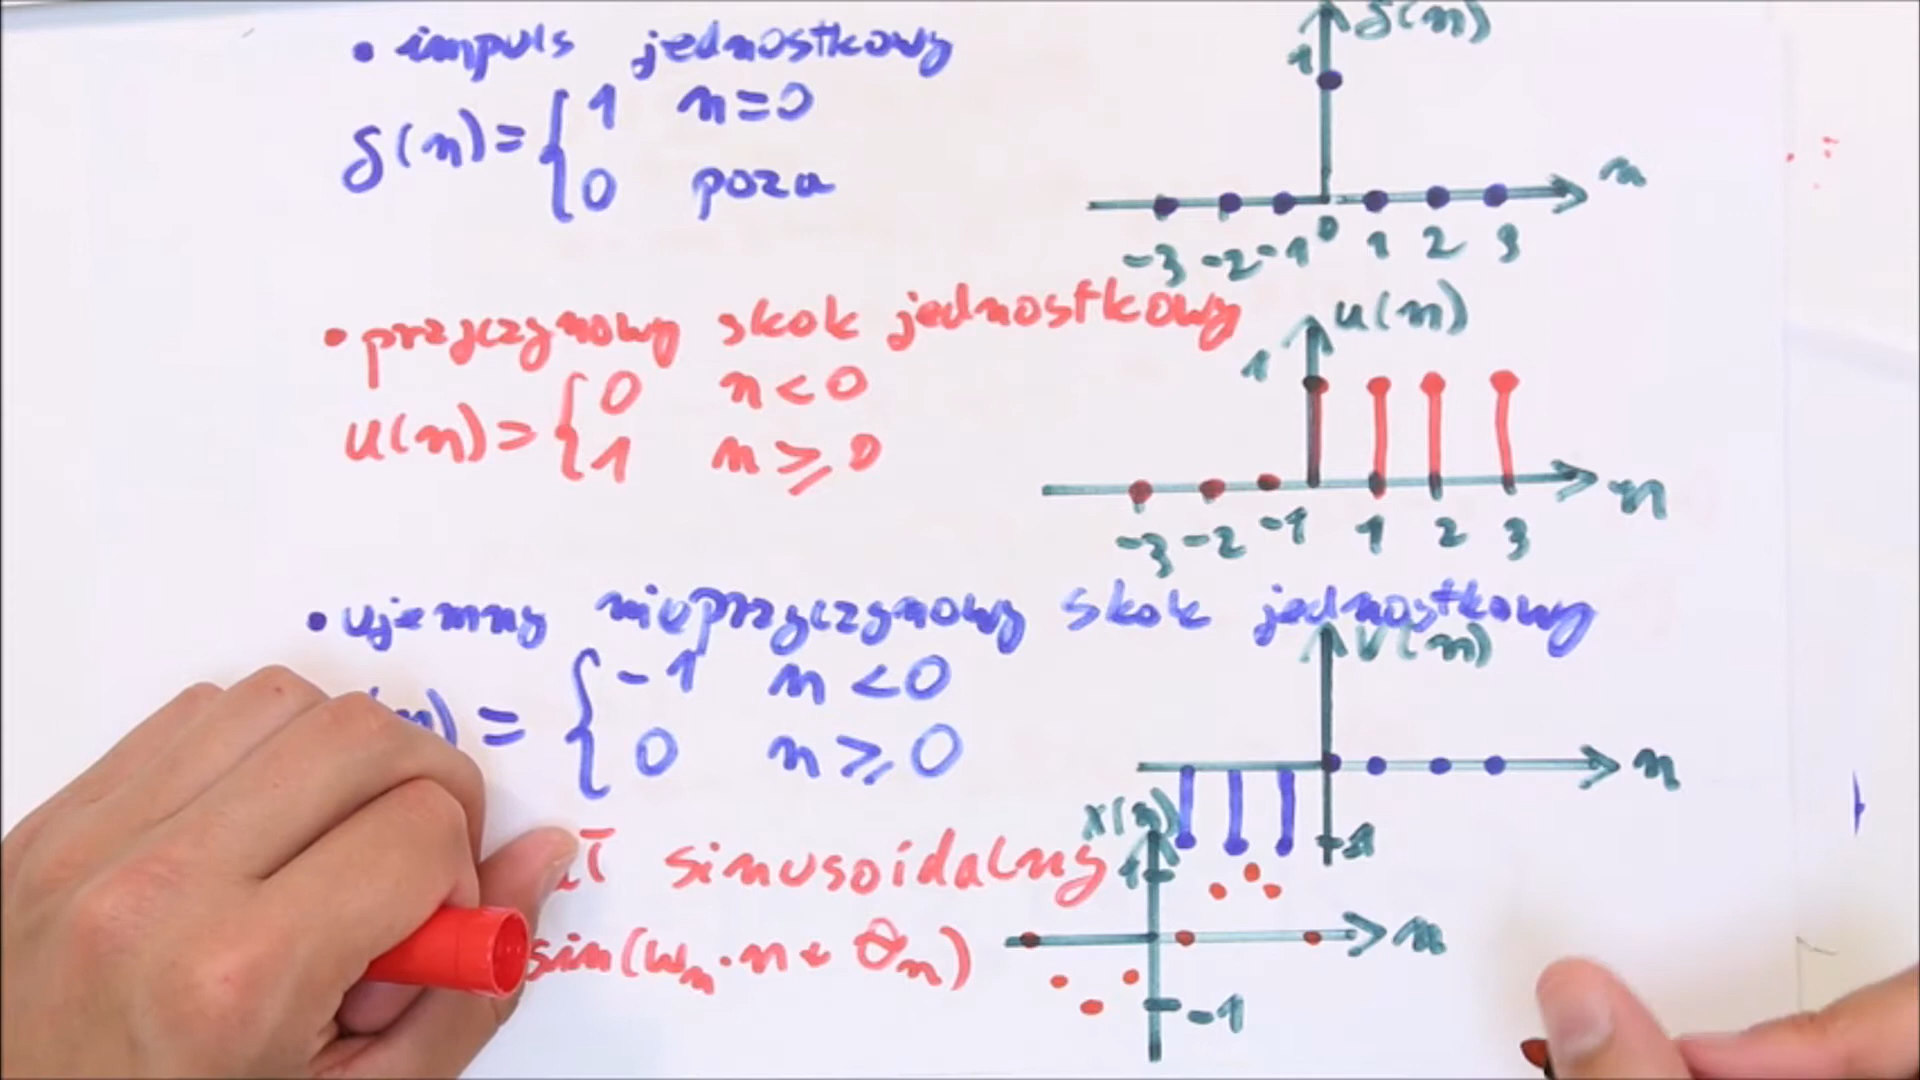 • impuls jednostkowy
δ(n) = { 1 n=0
0 poza
δ(n)
1
n
-3 -2 -1 0 1 2 3
• przyczynowy skok jednostkowy
u(n) = { 0 n<0
1 n⩾0
u(n)
1
n
-3 -2 -1 1 2 3
• ujemny nieprzyczynowy skok jednostkowy
(n) = { -1 n<0
0 n⩾0
V(n)
n
-1
sinusoidalny
sin(ωn·n+θn)
x(n)
1
n
-1